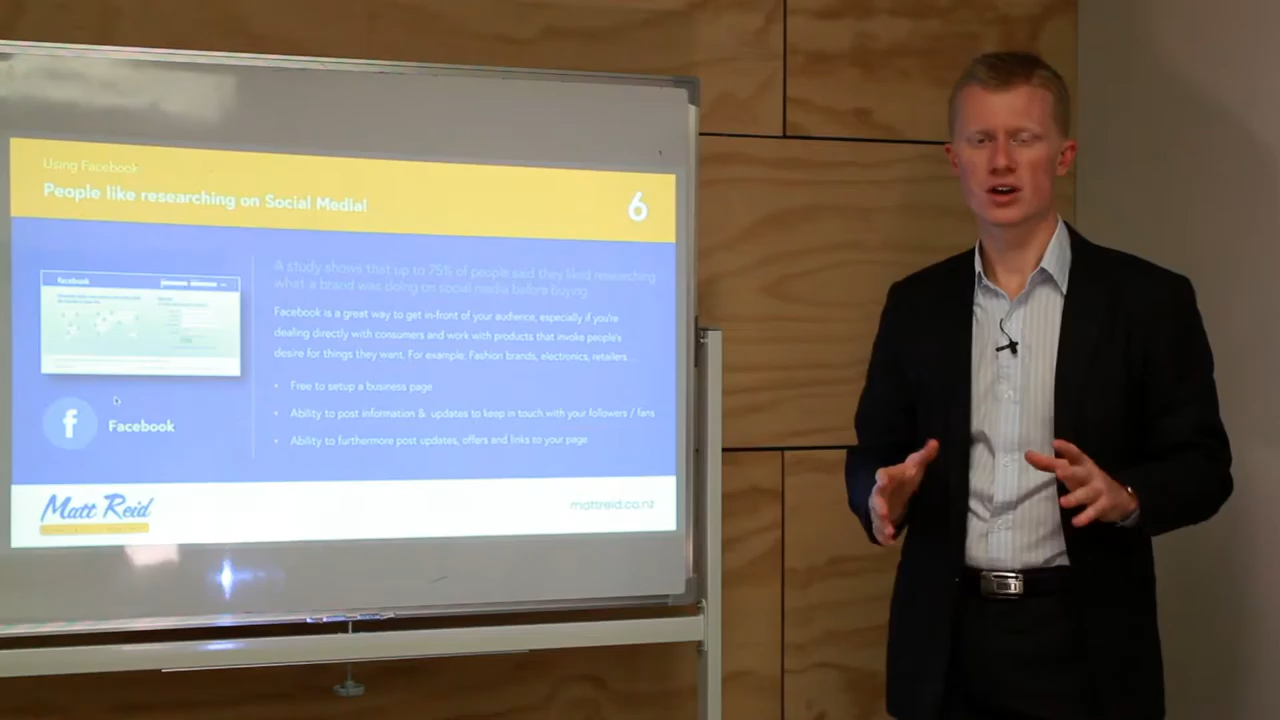 Using Facebook
People like researching on Social Media!
6
A study shows that up to 75% of people said they liked researching
what a brand was doing on social media before buying
Facebook is a great way to get in-front of your audience, especially if you're
dealing directly with consumers and work with products that invoke people's
desire for things they want. For example: Fashion brands, electronics, retailers...
• Free to setup a business page
• Ability to post information & updates to keep in touch with your followers / fans
• Ability to furthermore post updates, offers and links to your page
facebook
f
Facebook
Matt Reid
mattreid.co.nz